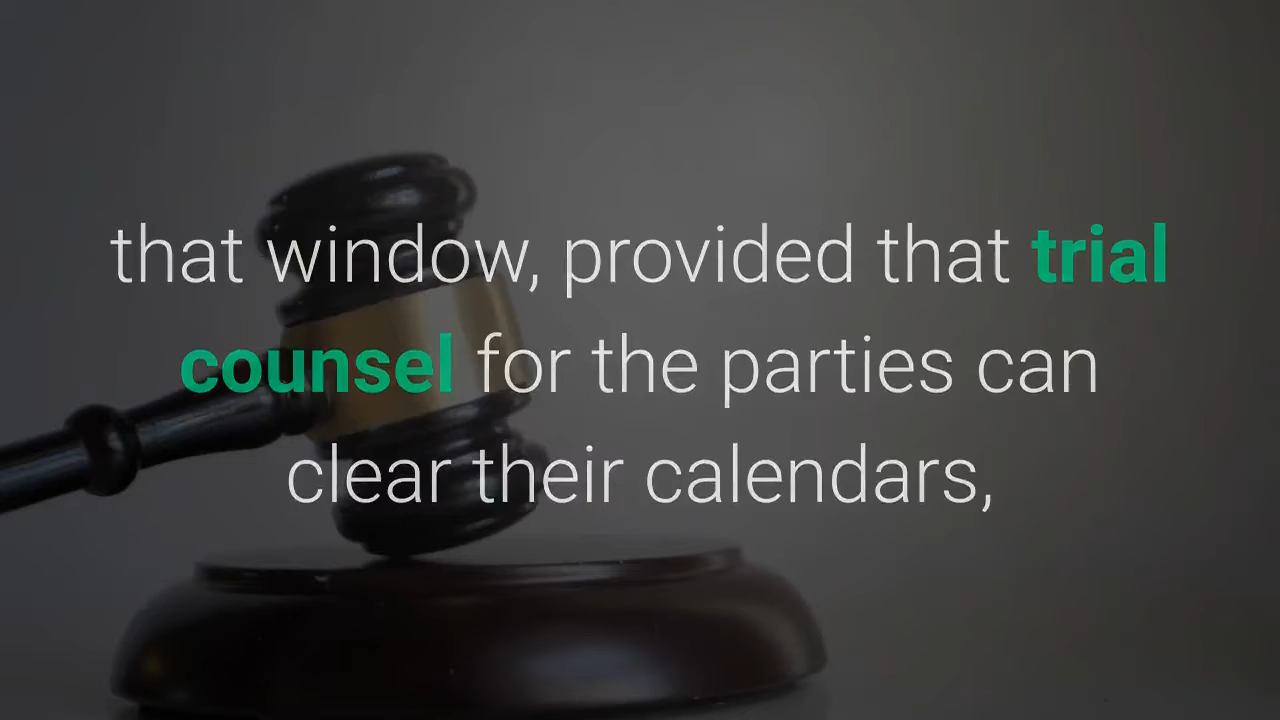 that window, provided that trial
counsel for the parties can
clear their calendars,